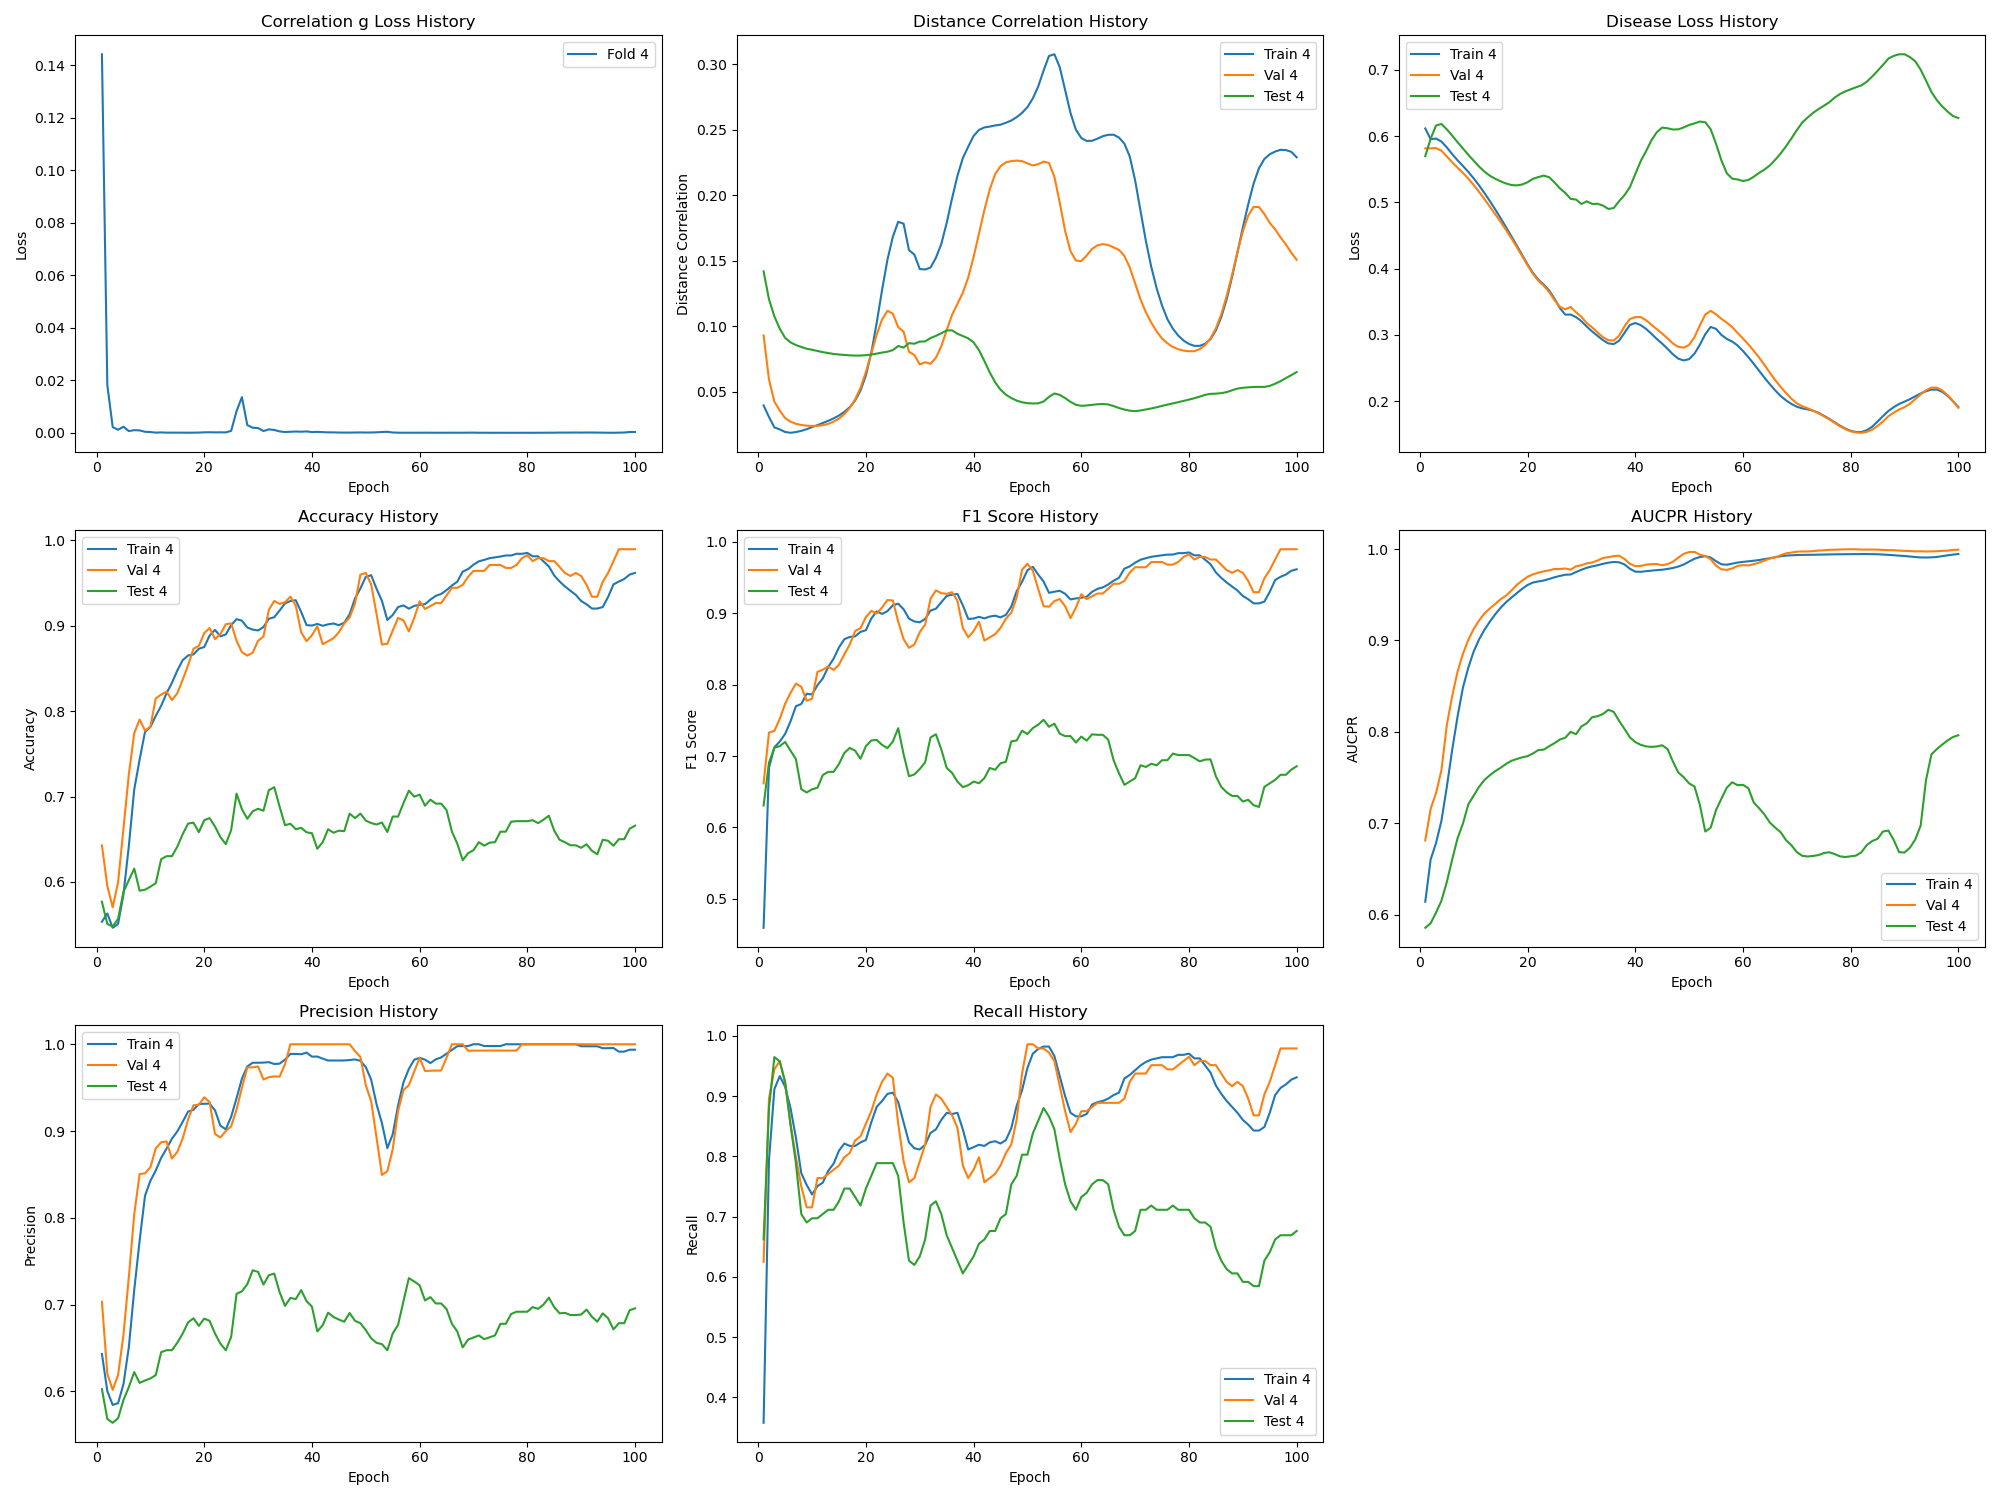 Correlation g Loss History
Fold 4
0.14
0.12
0.10
0.08
0.06
0.04
0.02
0.00
Loss
0 20 40 60 80 100
Epoch
Distance Correlation History
Train 4
Val 4
Test 4
0.30
0.25
0.20
0.15
0.10
0.05
Distance Correlation
0 20 40 60 80 100
Epoch
Disease Loss History
Train 4
Val 4
Test 4
0.7
0.6
0.5
0.4
0.3
0.2
Loss
0 20 40 60 80 100
Epoch
Accuracy History
Train 4
Val 4
Test 4
1.0
0.9
0.8
0.7
0.6
Accuracy
0 20 40 60 80 100
Epoch
F1 Score History
Train 4
Val 4
Test 4
1.0
0.9
0.8
0.7
0.6
0.5
F1 Score
0 20 40 60 80 100
Epoch
AUCPR History
1.0
0.9
0.8
0.7
0.6
AUCPR
Train 4
Val 4
Test 4
0 20 40 60 80 100
Epoch
Precision History
Train 4
Val 4
Test 4
1.0
0.9
0.8
0.7
0.6
Precision
0 20 40 60 80 100
Epoch
Recall History
1.0
0.9
0.8
0.7
0.6
0.5
0.4
Recall
Train 4
Val 4
Test 4
0 20 40 60 80 100
Epoch